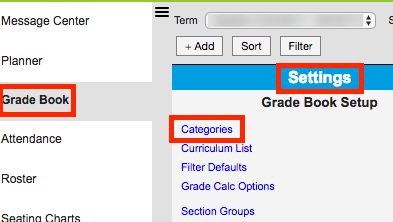 Message Center
Planner
Grade Book
Attendance
Roster
Seating Charts
Term
+ Add Sort Filter
Settings
Grade Book Setup
Categories
Curriculum List
Filter Defaults
Grade Calc Options
Section Groups